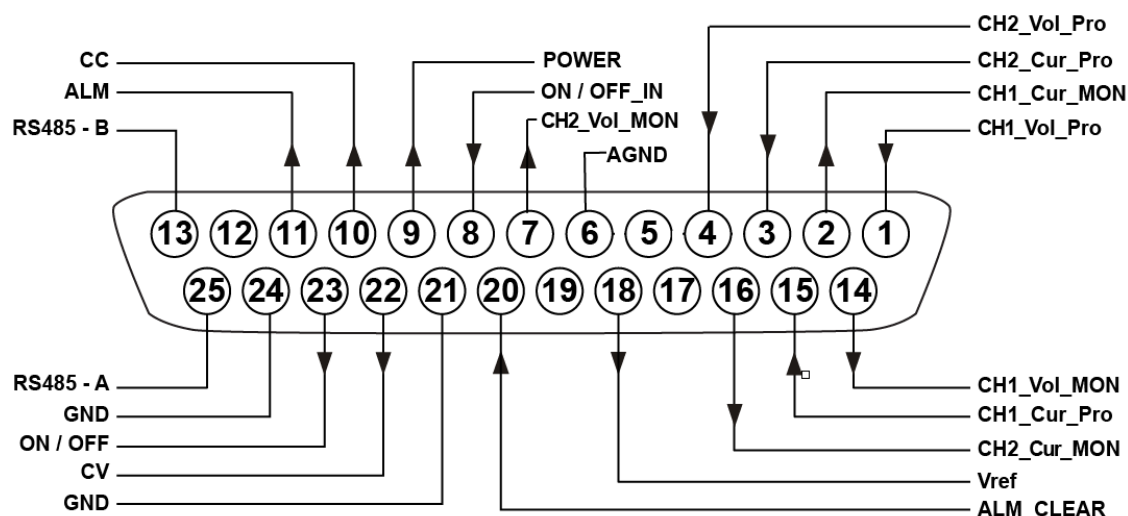 CH2_Vol_Pro
CC
POWER
CH2_Cur_Pro
ALM
ON / OFF_IN
CH1_Cur_MON
RS485 - B
CH2_Vol_MON
CH1_Vol_Pro
AGND
13 12 11 10 9 8 7 6 5 4 3 2 1
25 24 23 22 21 20 19 18 17 16 15 14
RS485 - A
CH1_Vol_MON
GND
CH1_Cur_Pro
ON / OFF
CH2_Cur_MON
CV
Vref
GND
ALM_CLEAR